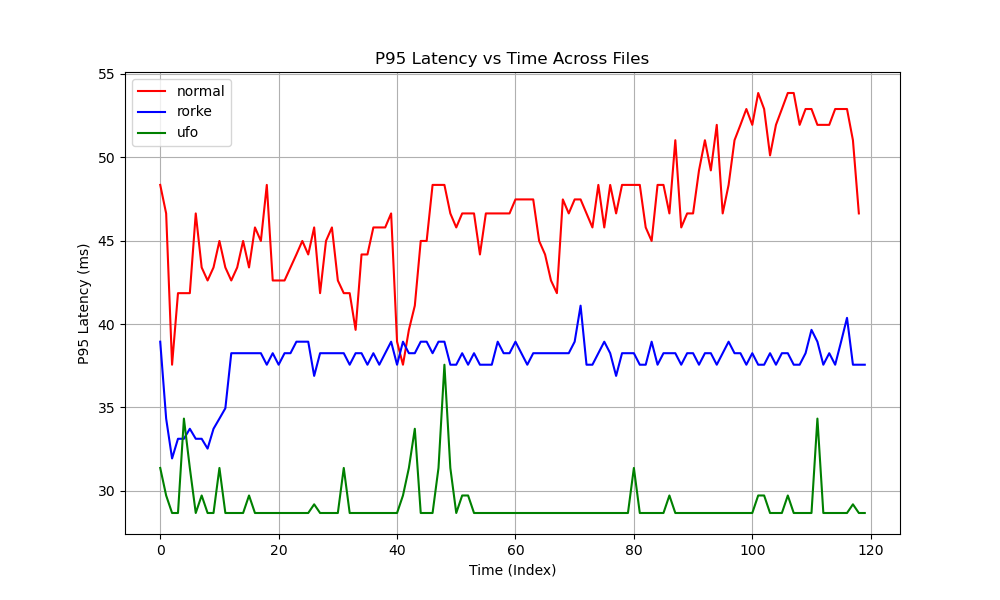 P95 Latency vs Time Across Files
normal
rorke
ufo
P95 Latency (ms)
55
50
45
40
35
30
0 20 40 60 80 100 120
Time (Index)